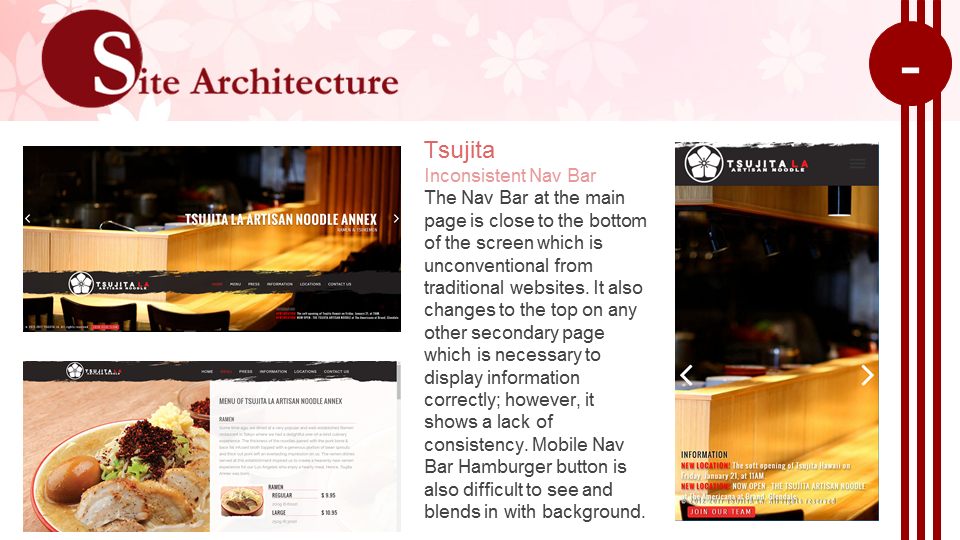 Site Architecture
-
Tsujita
Inconsistent Nav Bar
The Nav Bar at the main
page is close to the bottom
of the screen which is
unconventional from
traditional websites. It also
changes to the top on any
other secondary page
which is necessary to
display information
correctly; however, it
shows a lack of
consistency. Mobile Nav
Bar Hamburger button is
also difficult to see and
blends in with background.
TSUJITA LA ARTISAN NOODLE ANNEX
RAMEN & TSUKEMEN
TSUJITA LA
ARTISAN NOODLE
HOME MENU PRESS INFORMATION LOCATIONS CONTACT US
JOIN OUR TEAM
TSUJITA LA
HOME MENU PRESS INFORMATION LOCATIONS CONTACT US
MENU OF TSUJITA LA ARTISAN NOODLE ANNEX
RAMEN
RAMEN
REGULAR $ 9.95
LARGE $ 10.95
TSUJITA LA
ARTISAN NOODLE
INFORMATION
NEW LOCATION! The soft opening of Tsujita Hawaii on
Friday, January 21, at 11AM.
NEW LOCATION! NOW OPEN - THE TSUJITA ARTISAN NOODLE
at The Americana at Brand, Glendale
JOIN OUR TEAM